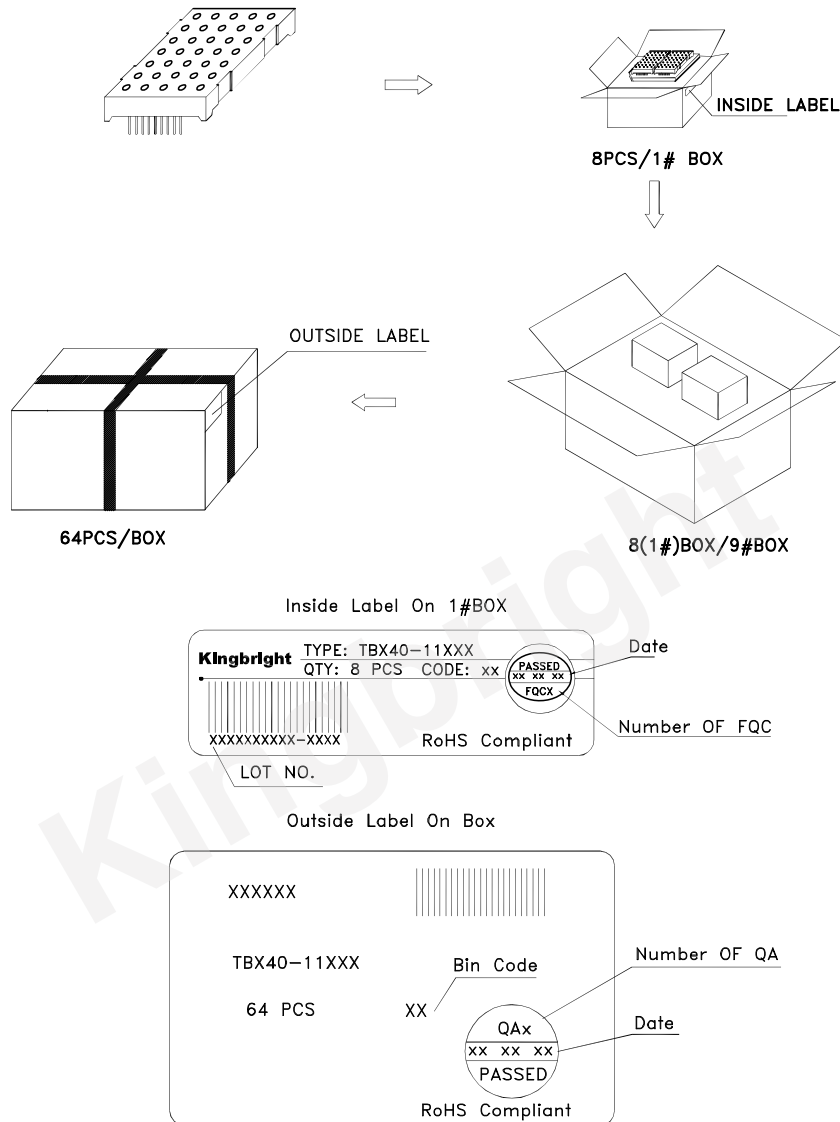 INSIDE LABEL
8PCS/1# BOX
OUTSIDE LABEL
64PCS/BOX
8(1#)BOX/9#BOX
Inside Label On 1#BOX
Kingbright
TYPE: TBX40-11XXX
QTY: 8 PCS CODE: xx
PASSED
xx xx xx
FQCX
Date
Number OF FQC
XXXXXXXXXX-XXXX
RoHS Compliant
LOT NO.
Outside Label On Box
XXXXXX
TBX40-11XXX
Bin Code
Number OF QA
64 PCS
XX
QAx
xx xx xx
PASSED
Date
RoHS Compliant
Kingbright